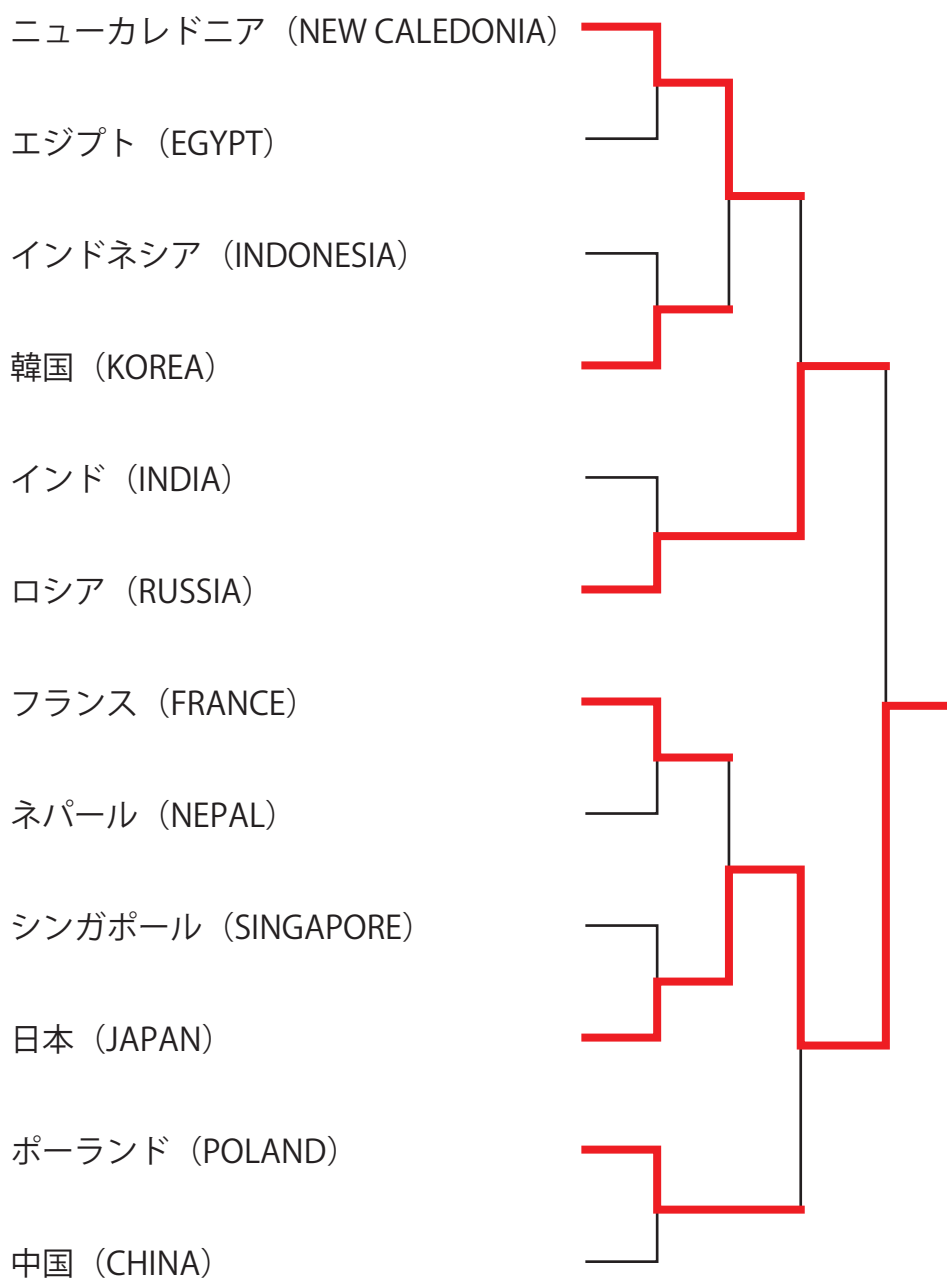 ニューカレドニア（NEW CALEDONIA）
エジプト（EGYPT）
インドネシア（INDONESIA）
韓国（KOREA）
インド（INDIA）
ロシア（RUSSIA）
フランス（FRANCE）
ネパール（NEPAL）
シンガポール（SINGAPORE）
日本（JAPAN）
ポーランド（POLAND）
中国（CHINA）